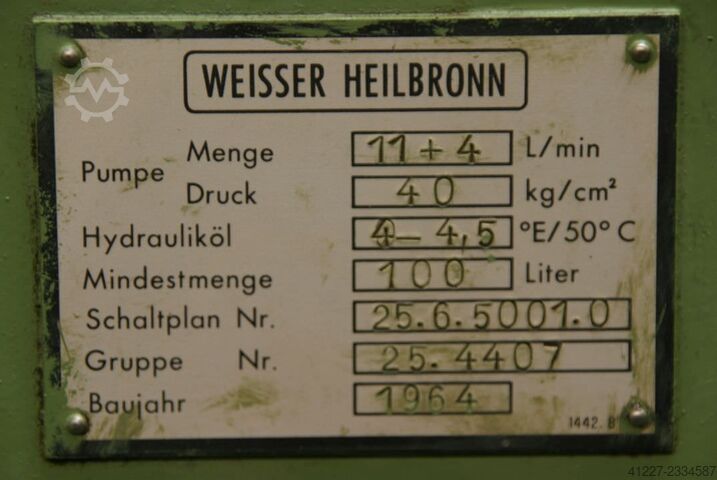 WEISSER HEILBRONN
Pumpe Menge 11+4 L/min
Druck 40 kg/cm²
Hydrauliköl 4–4,5 °E/50° C
Mindestmenge 100 Liter
Schaltplan Nr. 25.6.5001.0
Gruppe Nr. 25.4407
Baujahr 1964
1442. B
41227-2334587